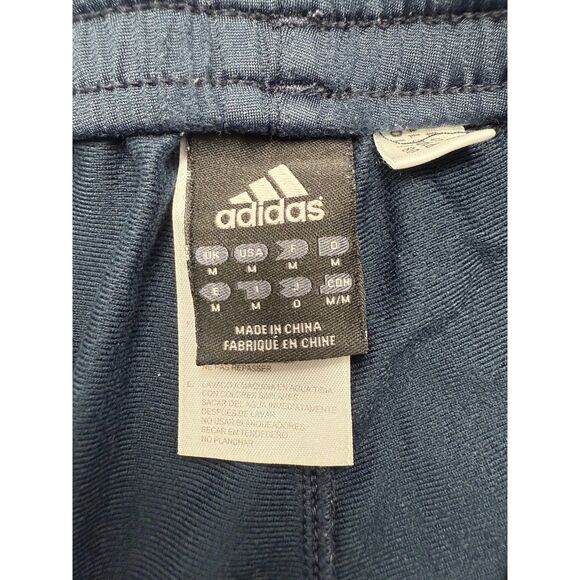 adidas
UK USA F D
M M M M
E I J CDN
M M O M/M
MADE IN CHINA
FABRIQUÉ EN CHINE
PAS REPASSER
E: LAVADO A MAQUINA EN AGUA TIBIA
CON COLORES SIMILARES
SACAR DEL AGUA INMEDIATAMENTE
DESPUES DE LAVAR
NO USAR BLANQUEADORES
SECAR EN TENDEDERO
NO PLANCHAR